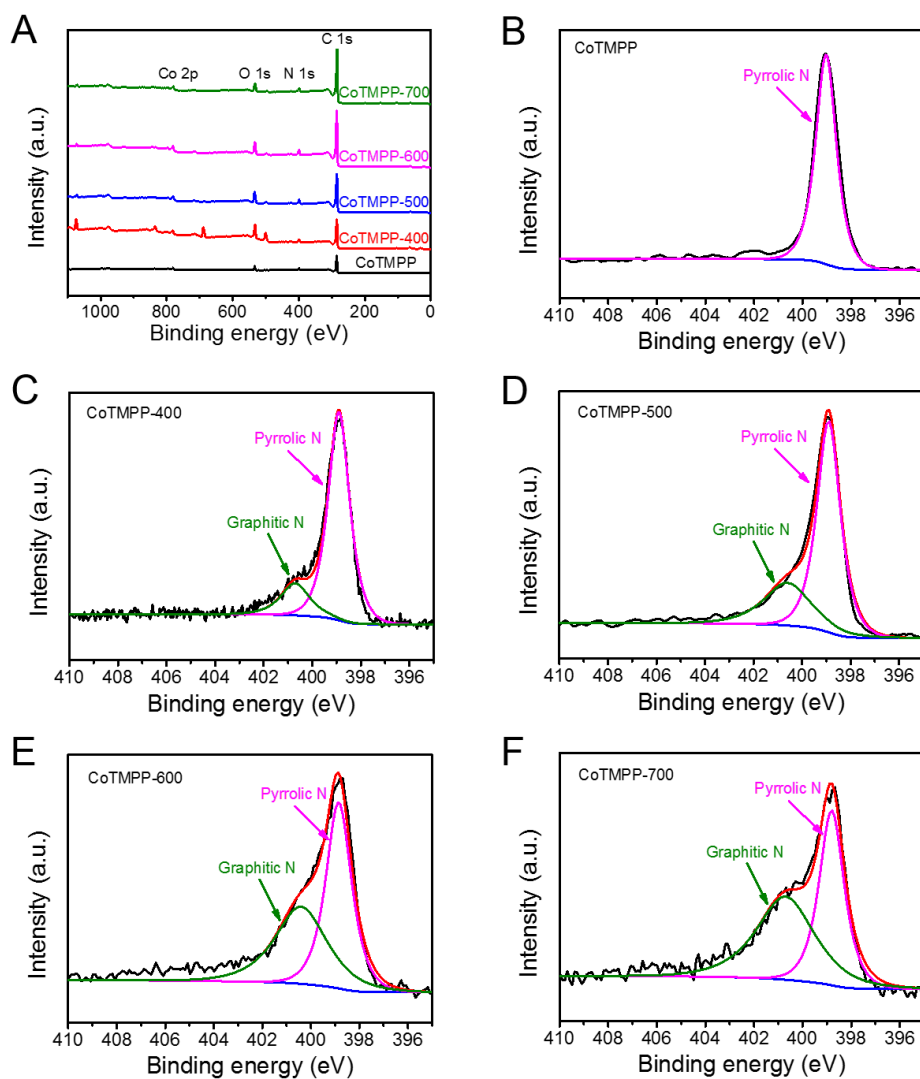 A
C 1s
Co 2p
O 1s
N 1s
CoTMPP-700
CoTMPP-600
CoTMPP-500
CoTMPP-400
CoTMPP
Intensity (a.u.)
1000
800
600
400
200
0
Binding energy (eV)
B
CoTMPP
Pyrrolic N
Intensity (a.u.)
410
408
406
404
402
400
398
396
Binding energy (eV)
C
CoTMPP-400
Pyrrolic N
Graphitic N
Intensity (a.u.)
410
408
406
404
402
400
398
396
Binding energy (eV)
D
CoTMPP-500
Pyrrolic N
Graphitic N
Intensity (a.u.)
410
408
406
404
402
400
398
396
Binding energy (eV)
E
CoTMPP-600
Pyrrolic N
Graphitic N
Intensity (a.u.)
410
408
406
404
402
400
398
396
Binding energy (eV)
F
CoTMPP-700
Pyrrolic N
Graphitic N
Intensity (a.u.)
410
408
406
404
402
400
398
396
Binding energy (eV)